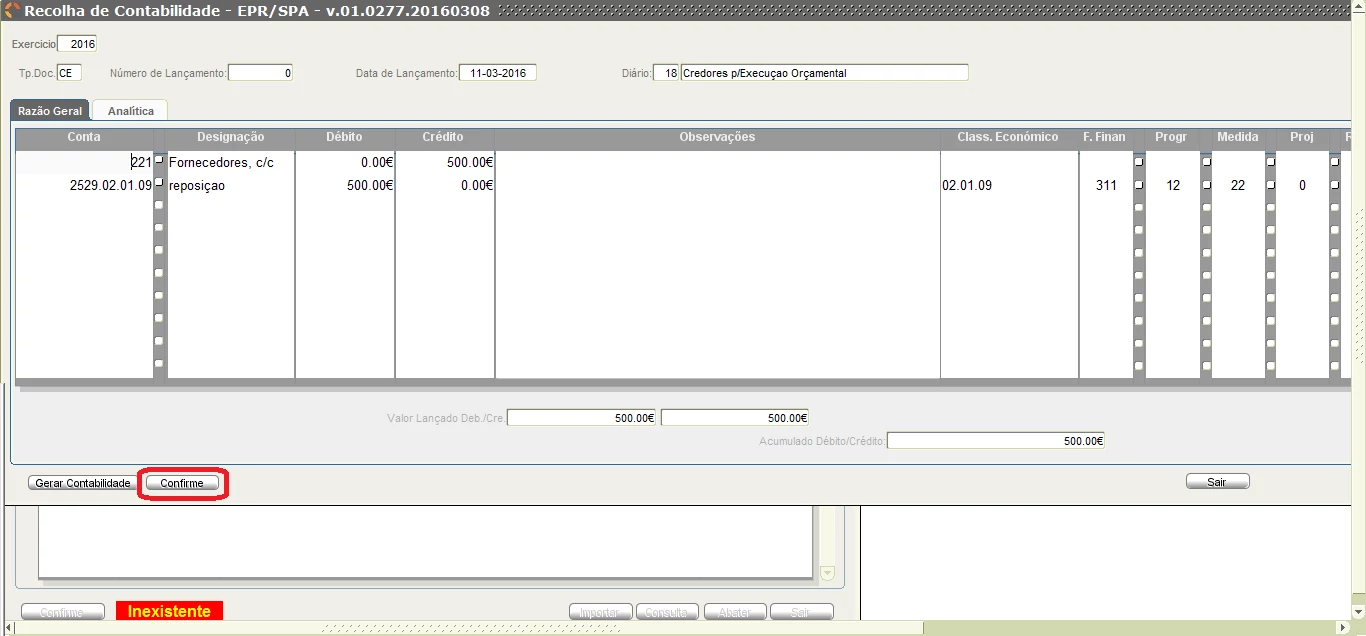 Recolha de Contabilidade - EPR/SPA - v.01.0277.20160308
Exercicio 2016
Tp.Doc. CE Número de Lançamento: 0 Data de Lançamento: 11-03-2016 Diário: 18 Credores p/Execuçao Orçamental
Razão Geral Analítica
Conta Designação Débito Crédito Observações Class. Económico F. Finan Progr Medida Proj
221 Fornecedores, c/c 0.00€ 500.00€
2529.02.01.09 reposiçao 500.00€ 0.00€ 02.01.09 311 12 22 0
Valor Lançado Deb./Cre. 500.00€ 500.00€
Acumulado Débito/Crédito: 500.00€
Gerar Contabilidade Confirme Sair
Confirme Inexistente Importar Consulta Abater Sair